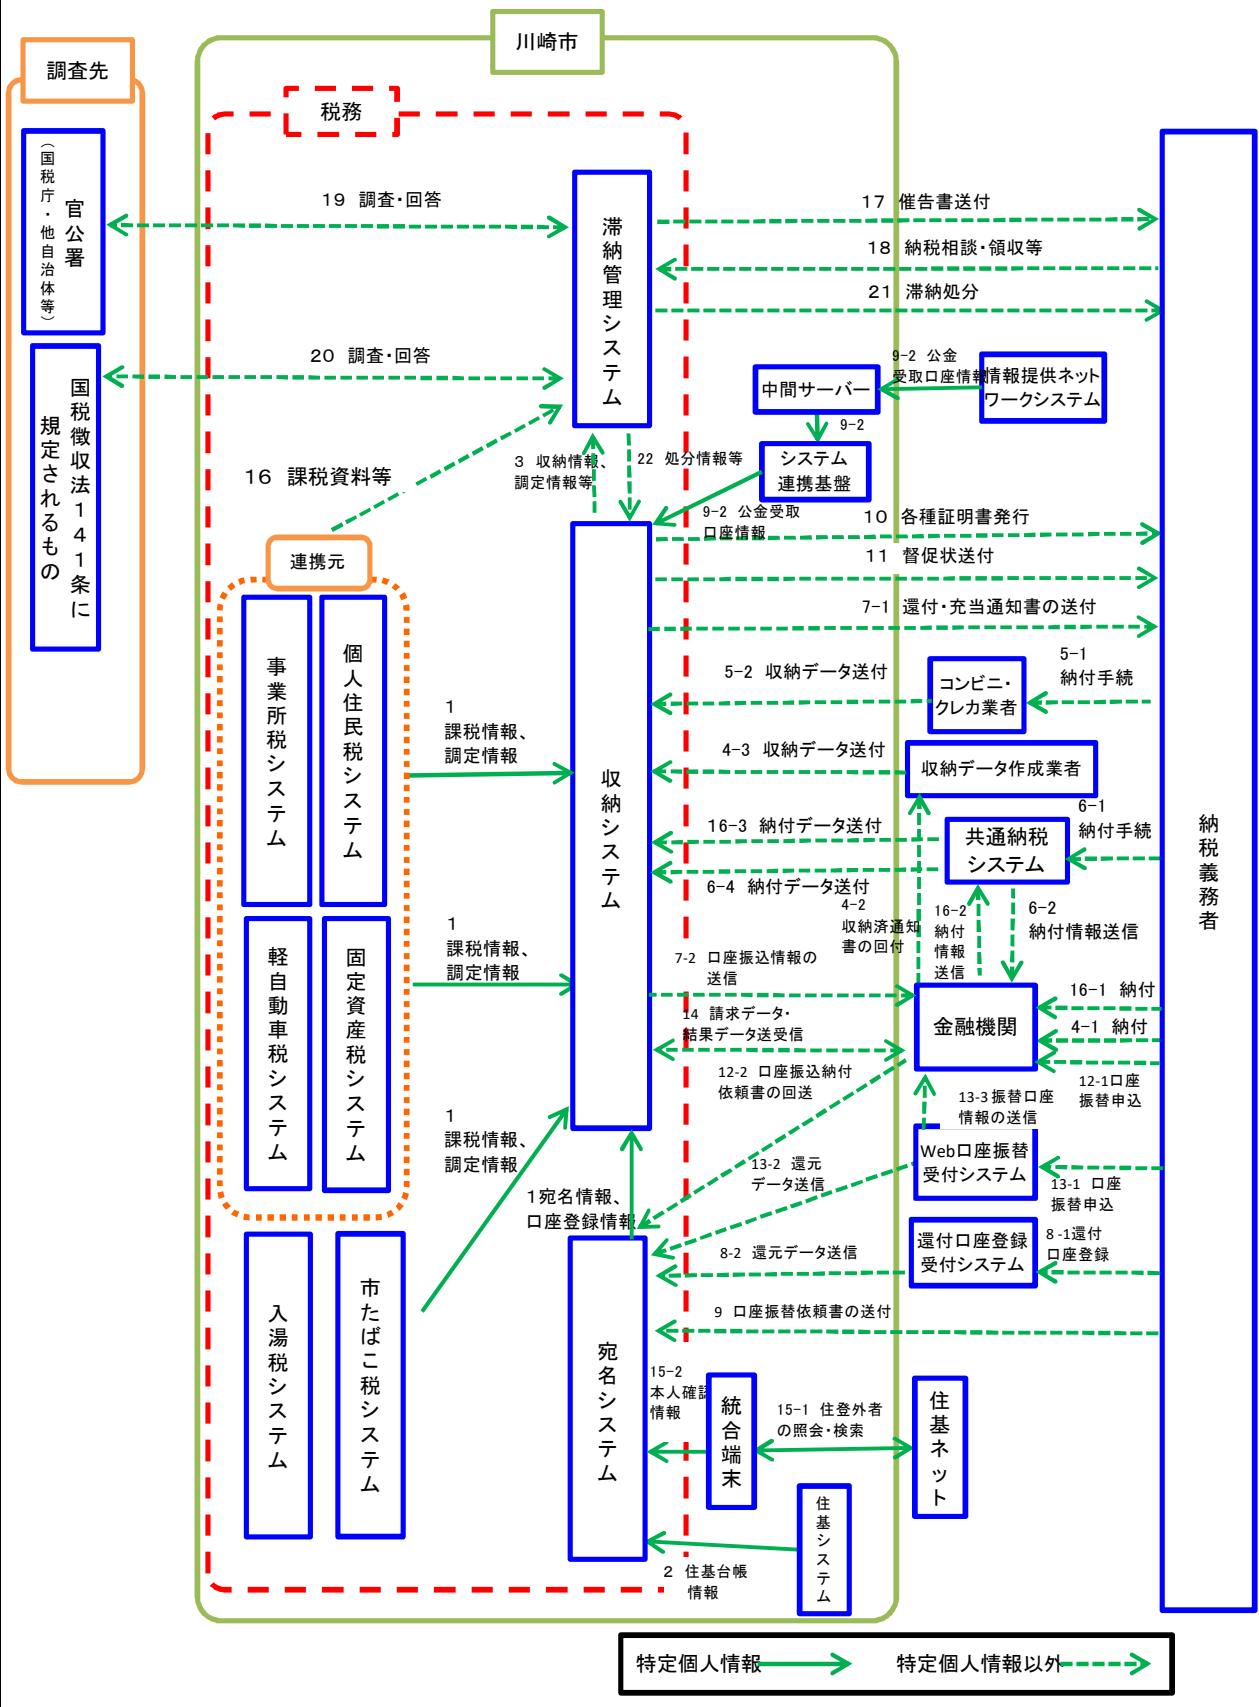 川崎市
調査先
税務
官公署
（国税庁・他自治体等）
国税徴収法１４１条に
規定されるもの
19 調査・回答
20 調査・回答
滞納管理システム
17 催告書送付
18 納税相談・領収等
21 滞納処分
9-2 公金
受取口座情報
情報提供ネット
ワークシステム
中間サーバー
9-2
システム
連携基盤
16 課税資料等
3 収納情報、
調定情報等
22 処分情報等
9-2 公金受取
口座情報
10 各種証明書発行
11 督促状送付
7-1 還付・充当通知書の送付
連携元
事業所税システム
個人住民税システム
軽自動車税システム
固定資産税システム
1
課税情報、
調定情報
1
課税情報、
調定情報
1
課税情報、
調定情報
収納システム
5-2 収納データ送付
コンビニ・
クレカ業者
5-1
納付手続
4-3 収納データ送付
収納データ作成業者
16-3 納付データ送付
共通納税
システム
6-1
納付手続
6-4 納付データ送付
4-2
収納済通知
書の回付
16-2
納付
情報
送信
6-2
納付情報送信
7-2 口座振込情報の
送信
14 請求データ・
結果データ送受信
金融機関
16-1 納付
4-1 納付
12-1口座
振替申込
12-2 口座振込納付
依頼書の回送
13-3振替口座
情報の送信
Web口座振替
受付システム
13-1 口座
振替申込
13-2 還元
データ送信
1宛名情報、
口座登録情報
還付口座登録
受付システム
8-1還付
口座登録
8-2 還元データ送信
9 口座振替依頼書の送付
納税義務者
入湯税システム
市たばこ税システム
宛名システム
15-2
本人確認
情報
統合端末
15-1 住登外者
の照会・検索
住基ネット
住基システム
2 住基台帳
情報
特定個人情報
特定個人情報以外